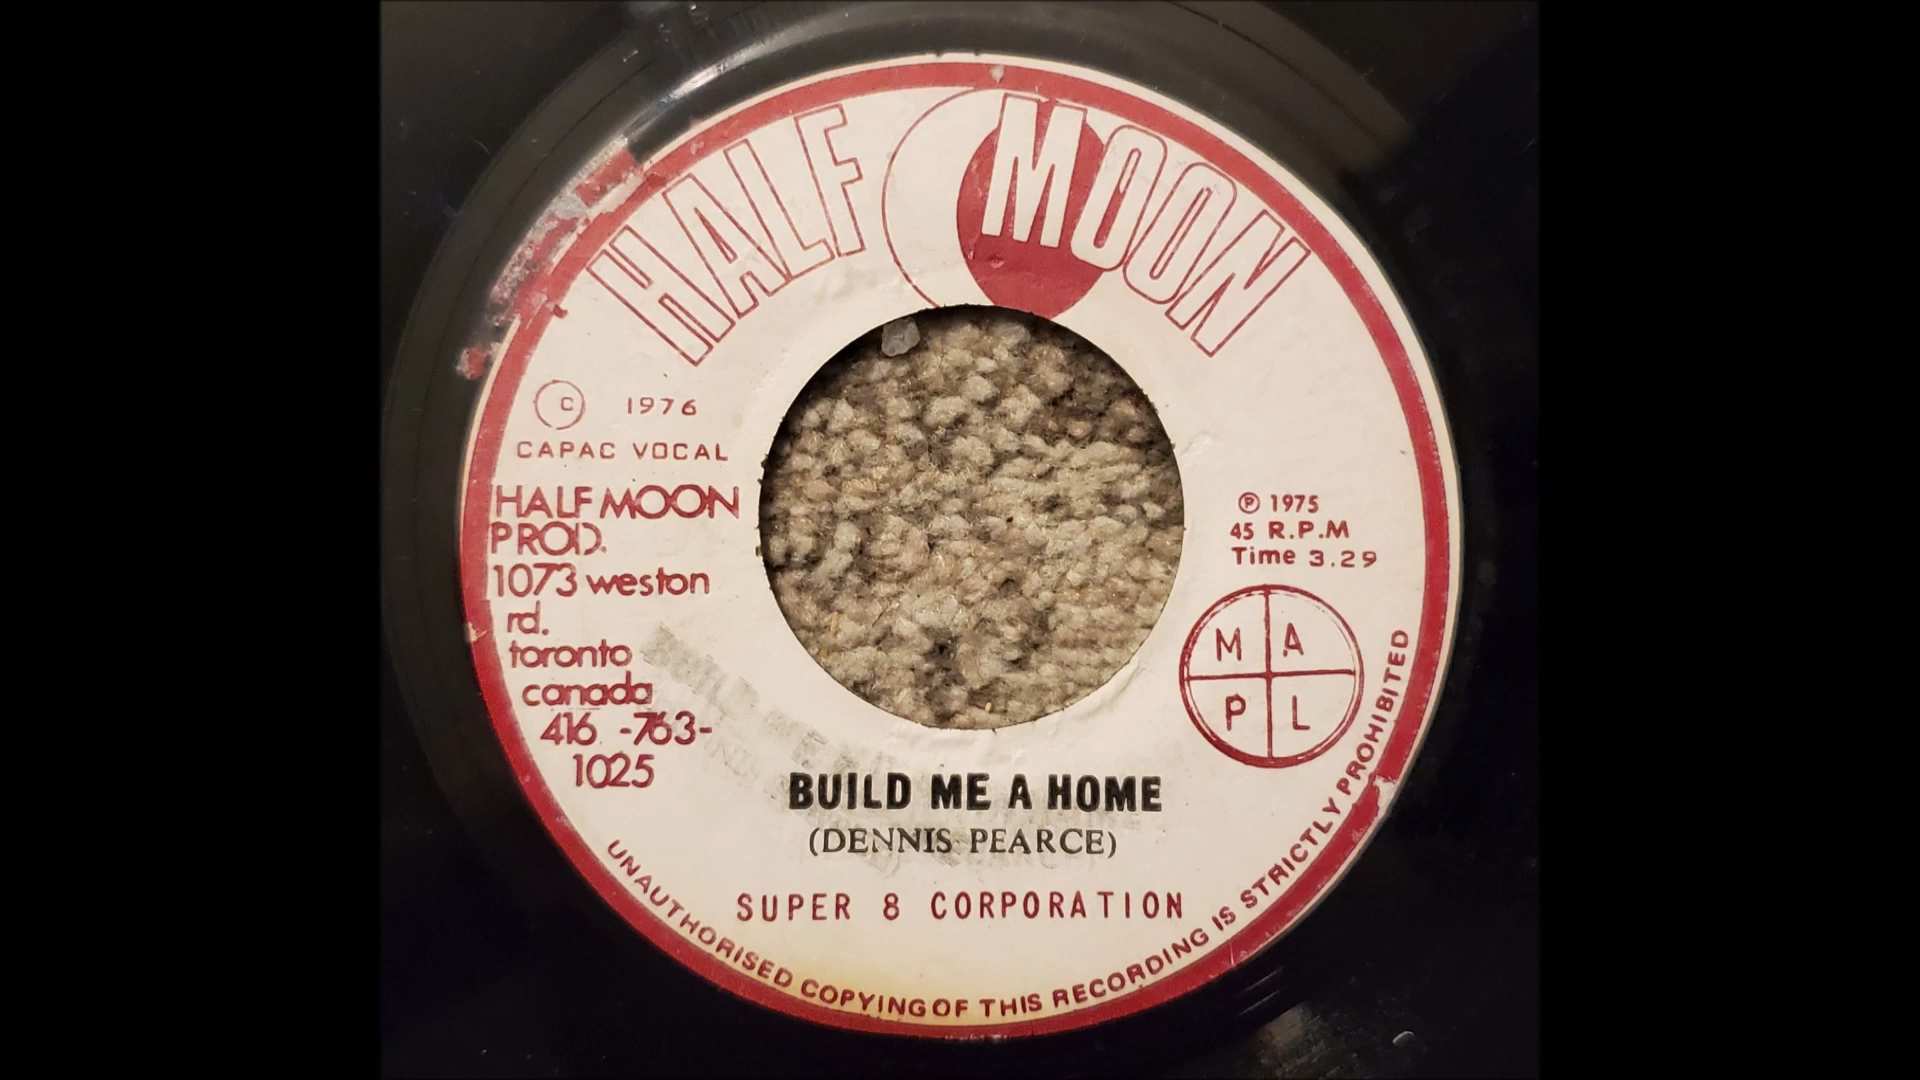 HALF MOON
© 1976
CAPAC VOCAL
HALF MOON
PROD.
1073 weston
rd.
toronto
canada
416 -763-
1025
℗ 1975
45 R.P.M
Time 3.29
M A
P L
BUILD ME A HOME
(DENNIS PEARCE)
SUPER 8 CORPORATION
UNAUTHORISED COPYING OF THIS RECORDING IS STRICTLY PROHIBITED